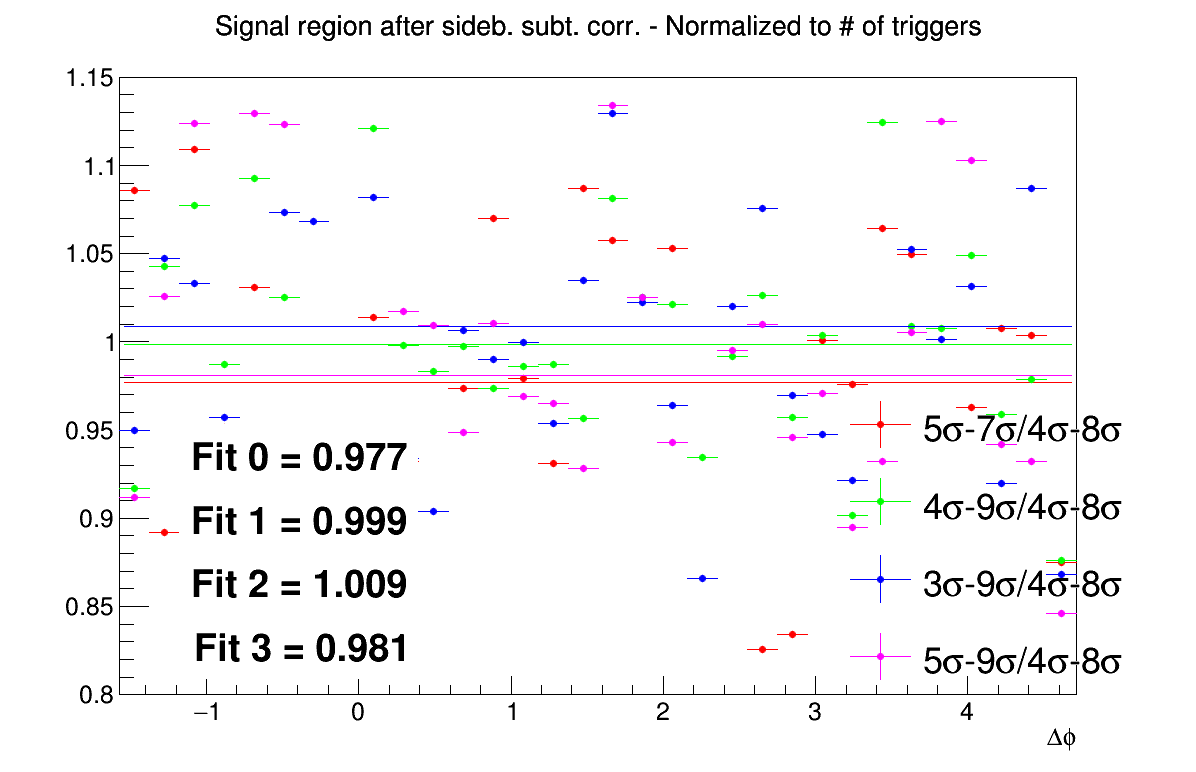 Signal region after sideb. subt. corr. - Normalized to # of triggers
1.15
1.1
1.05
1
0.95
0.9
0.85
0.8
Fit 0 = 0.977
Fit 1 = 0.999
Fit 2 = 1.009
Fit 3 = 0.981
5σ-7σ/4σ-8σ
4σ-9σ/4σ-8σ
3σ-9σ/4σ-8σ
5σ-9σ/4σ-8σ
−1 0 1 2 3 4
Δϕ